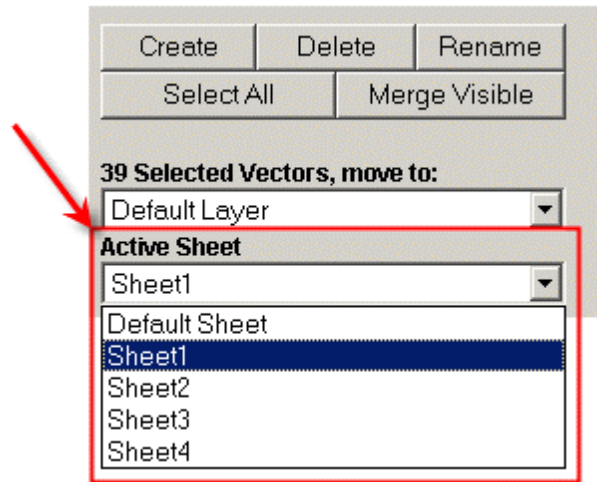 Create Delete Rename
Select All Merge Visible
39 Selected Vectors, move to:
Default Layer
Active Sheet
Sheet1
Default Sheet
Sheet1
Sheet2
Sheet3
Sheet4